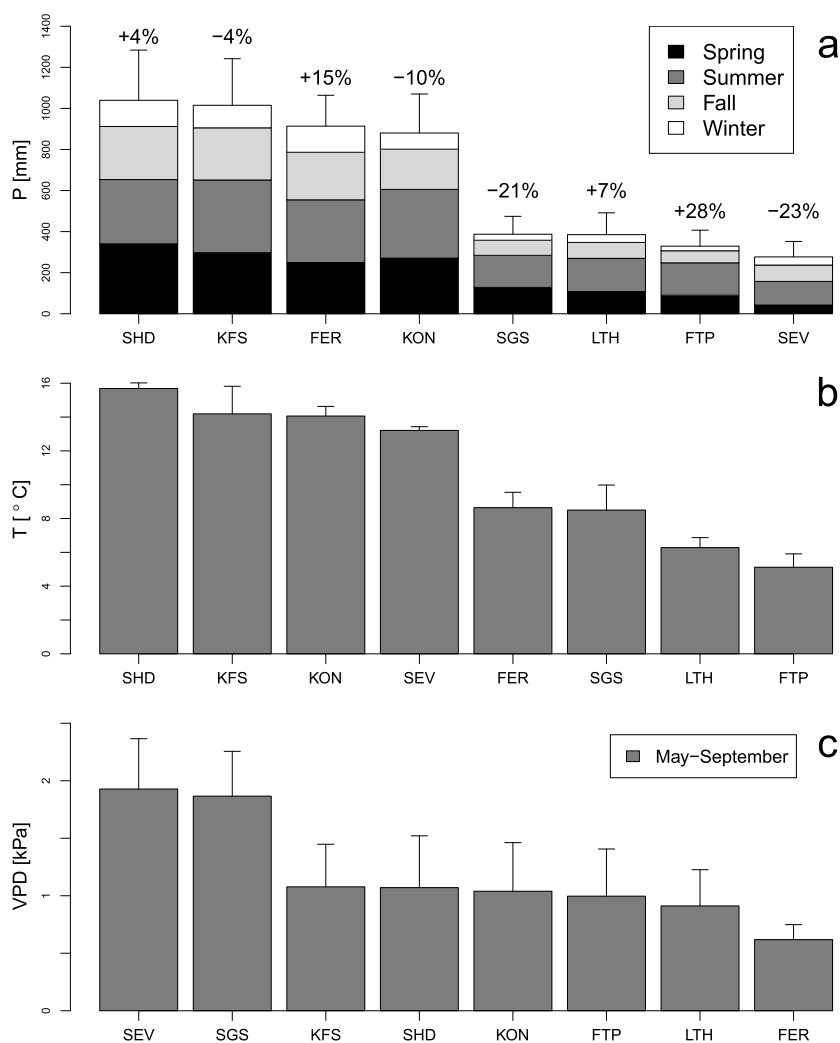 a
1400
1200
1000
800
600
400
200
0
P [mm]
+4% −4% +15% −10% −21% +7% +28% −23%
Spring
Summer
Fall
Winter
SHD KFS FER KON SGS LTH FTP SEV
b
16
12
8
4
0
T [ ° C]
SHD KFS KON SEV FER SGS LTH FTP
c
2
1
0
VPD [kPa]
May−September
SEV SGS KFS SHD KON FTP LTH FER